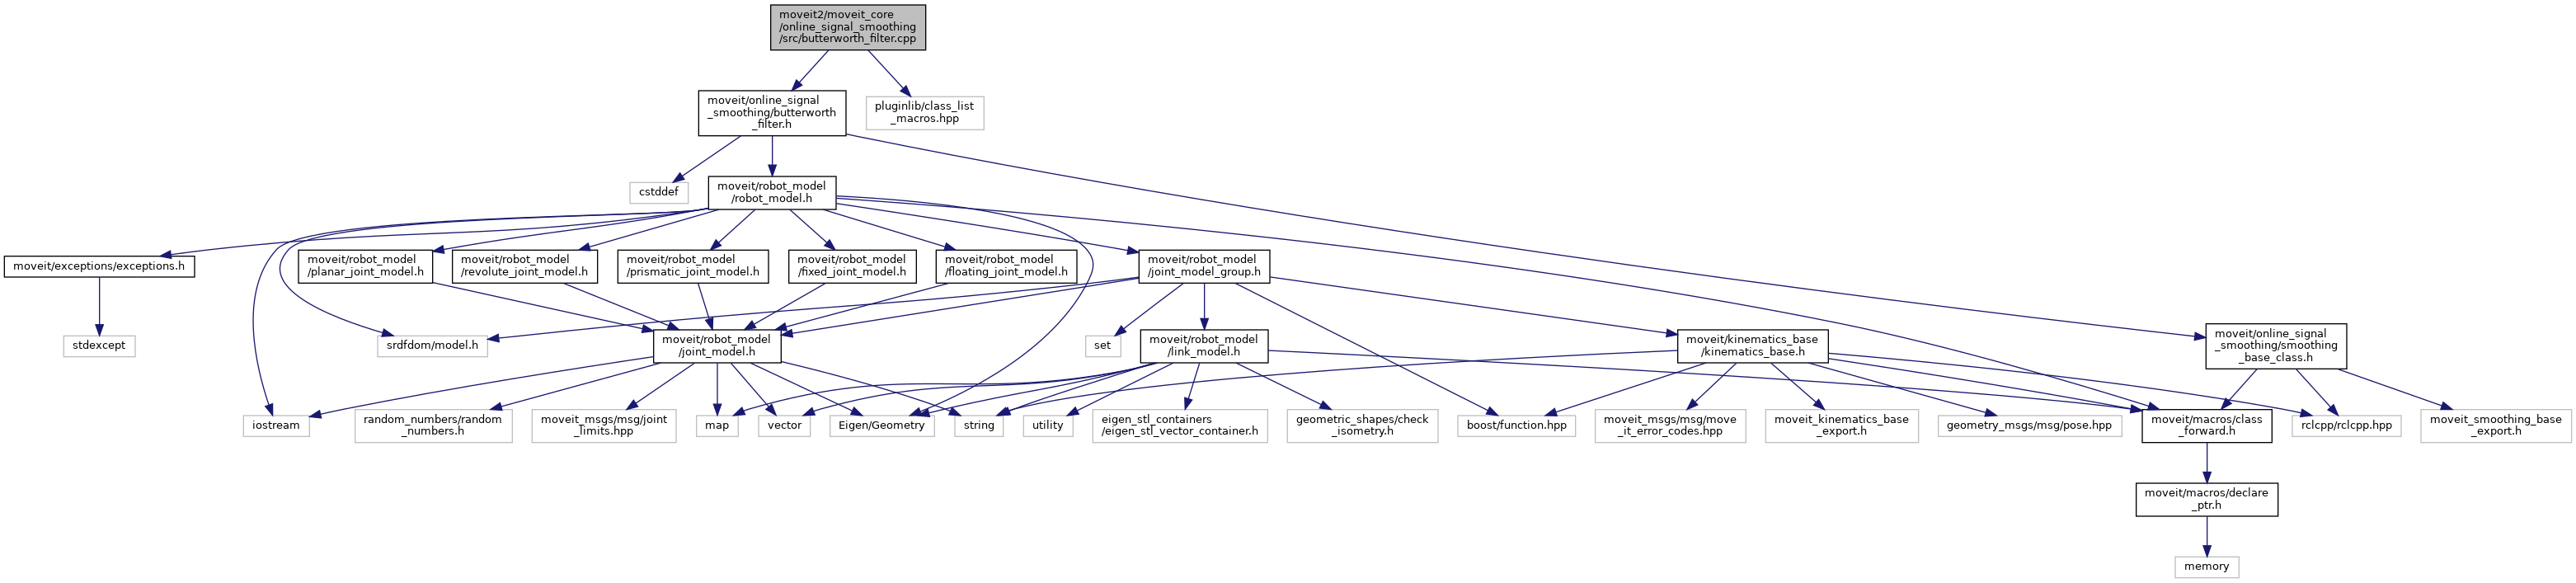 moveit2/moveit_core
/online_signal_smoothing
/src/butterworth_filter.cpp
moveit/online_signal
_smoothing/butterworth
_filter.h
pluginlib/class_list
_macros.hpp
cstddef
moveit/robot_model
/robot_model.h
moveit/exceptions/exceptions.h
moveit/robot_model
/planar_joint_model.h
moveit/robot_model
/revolute_joint_model.h
moveit/robot_model
/prismatic_joint_model.h
moveit/robot_model
/fixed_joint_model.h
moveit/robot_model
/floating_joint_model.h
moveit/robot_model
/joint_model_group.h
stdexcept
srdfdom/model.h
moveit/robot_model
/joint_model.h
set
moveit/robot_model
/link_model.h
moveit/kinematics_base
/kinematics_base.h
moveit/online_signal
_smoothing/smoothing
_base_class.h
iostream
random_numbers/random
_numbers.h
moveit_msgs/msg/joint
_limits.hpp
map
vector
Eigen/Geometry
string
utility
eigen_stl_containers
/eigen_stl_vector_container.h
geometric_shapes/check
_isometry.h
boost/function.hpp
moveit_msgs/msg/move
_it_error_codes.hpp
moveit_kinematics_base
_export.h
geometry_msgs/msg/pose.hpp
moveit/macros/class
_forward.h
rclcpp/rclcpp.hpp
moveit_smoothing_base
_export.h
moveit/macros/declare
_ptr.h
memory